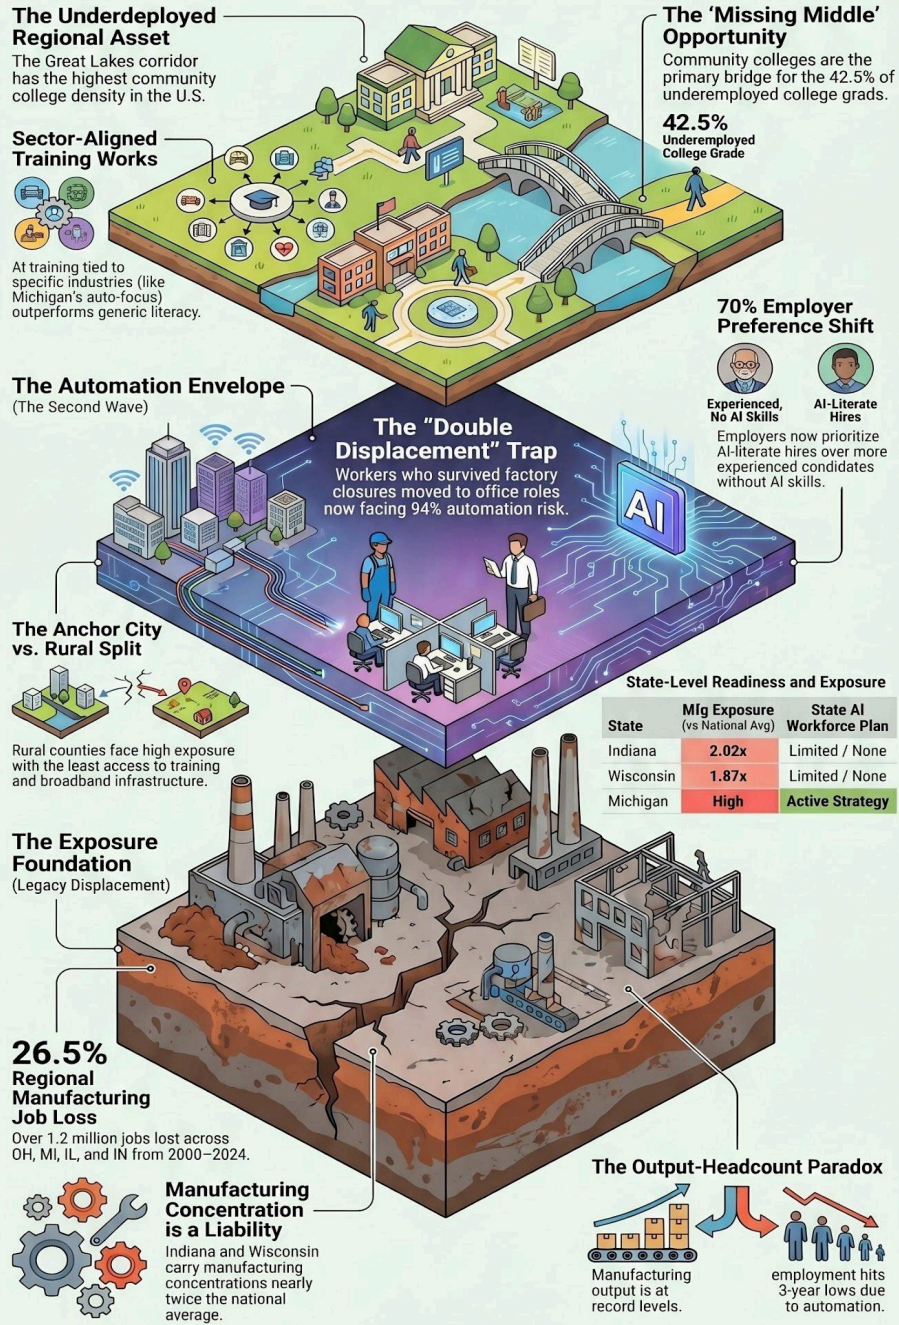 The Underdeployed
Regional Asset
The Great Lakes corridor
has the highest community
college density in the U.S.
The 'Missing Middle'
Opportunity
Community colleges are the
primary bridge for the 42.5% of
underemployed college grads.
42.5%
Underemployed
College Grade
Sector-Aligned
Training Works
At training tied to
specific industries (like
Michigan's auto-focus)
outperforms generic literacy.
70% Employer
Preference Shift
Experienced,
No AI Skills
AI-Literate
Hires
Employers now prioritize
AI-literate hires over more
experienced candidates
without AI skills.
The Automation Envelope
(The Second Wave)
The "Double
Displacement" Trap
Workers who survived factory
closures moved to office roles
now facing 94% automation risk.
AI
The Anchor City
vs. Rural Split
Rural counties face high exposure
with the least access to training
and broadband infrastructure.
State-Level Readiness and Exposure
State Mfg Exposure (vs National Avg) State AI Workforce Plan
Indiana 2.02x Limited / None
Wisconsin 1.87x Limited / None
Michigan High Active Strategy
The Exposure
Foundation
(Legacy Displacement)
26.5%
Regional
Manufacturing
Job Loss
Over 1.2 million jobs lost across
OH, MI, IL, and IN from 2000–2024.
Manufacturing
Concentration
is a Liability
Indiana and Wisconsin
carry manufacturing
concentrations nearly
twice the national
average.
The Output-Headcount Paradox
Manufacturing
output is at
record levels.
employment hits
3-year lows due
to automation.